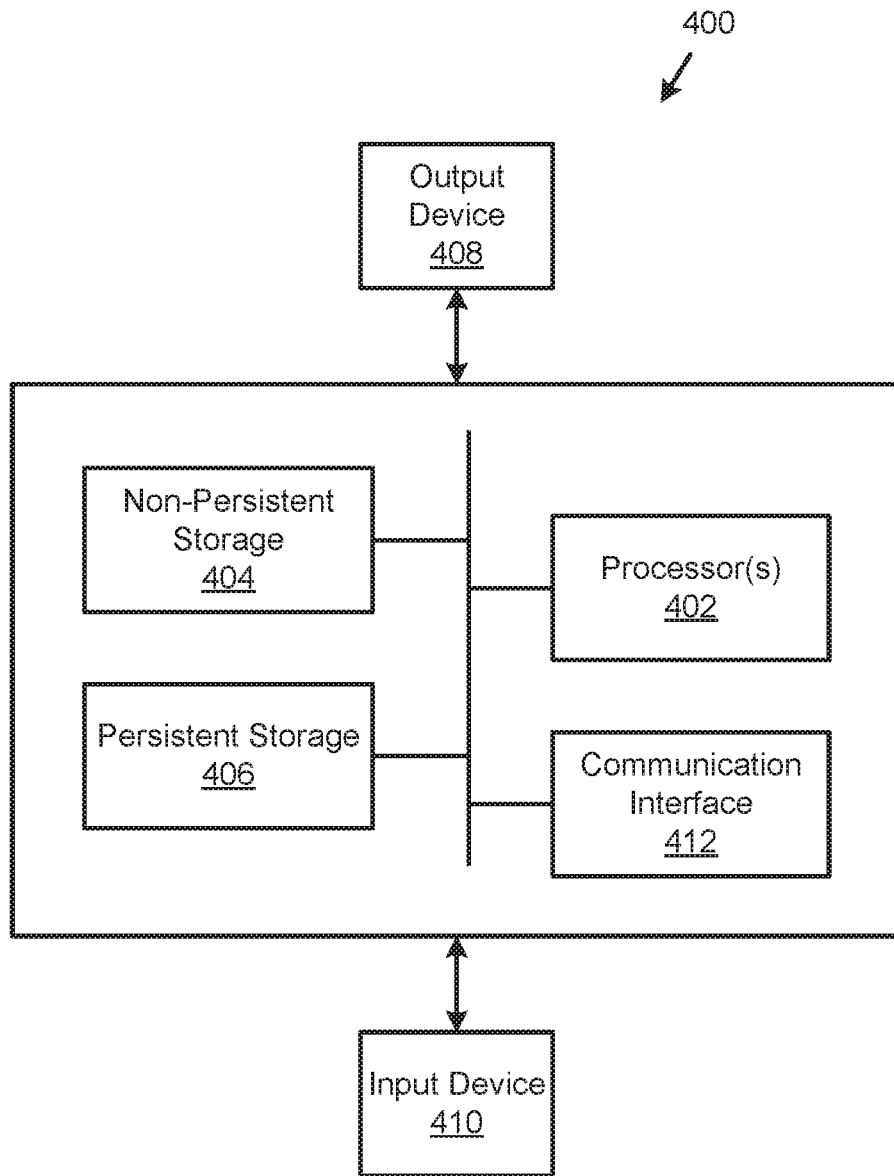 400
Output
Device
408
Non-Persistent
Storage
404
Processor(s)
402
Persistent Storage
406
Communication
Interface
412
Input Device
410